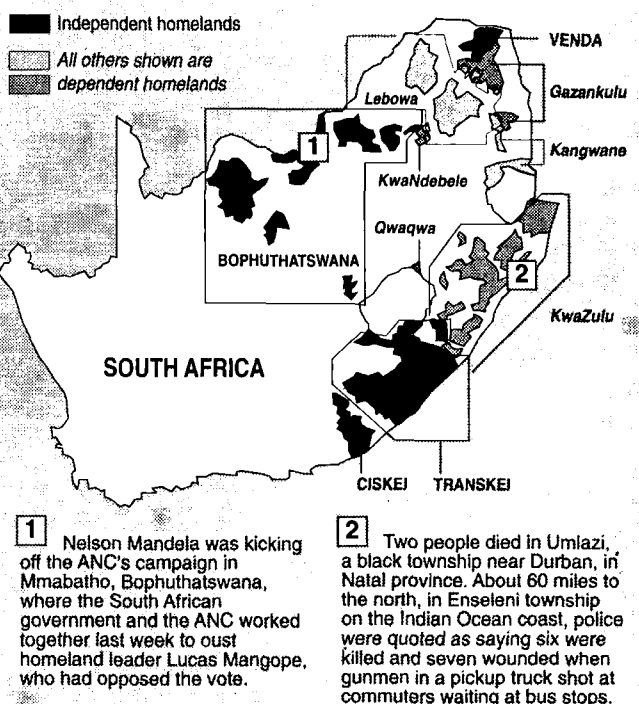 Independent homelands
All others shown are
dependent homelands
VENDA
Gazankulu
Lebowa
1
Kangwane
KwaNdebele
Qwaqwa
BOPHUTHATSWANA
2
KwaZulu
SOUTH AFRICA
CISKEI
TRANSKEI
1 Nelson Mandela was kicking
off the ANC's campaign in
Mmabatho, Bophuthatswana,
where the South African
government and the ANC worked
together last week to oust
homeland leader Lucas Mangope,
who had opposed the vote.
2 Two people died in Umlazi,
a black township near Durban, in
Natal province. About 60 miles to
the north, in Enseleni township
on the Indian Ocean coast, police
were quoted as saying six were
killed and seven wounded when
gunmen in a pickup truck shot at
commuters waiting at bus stops.